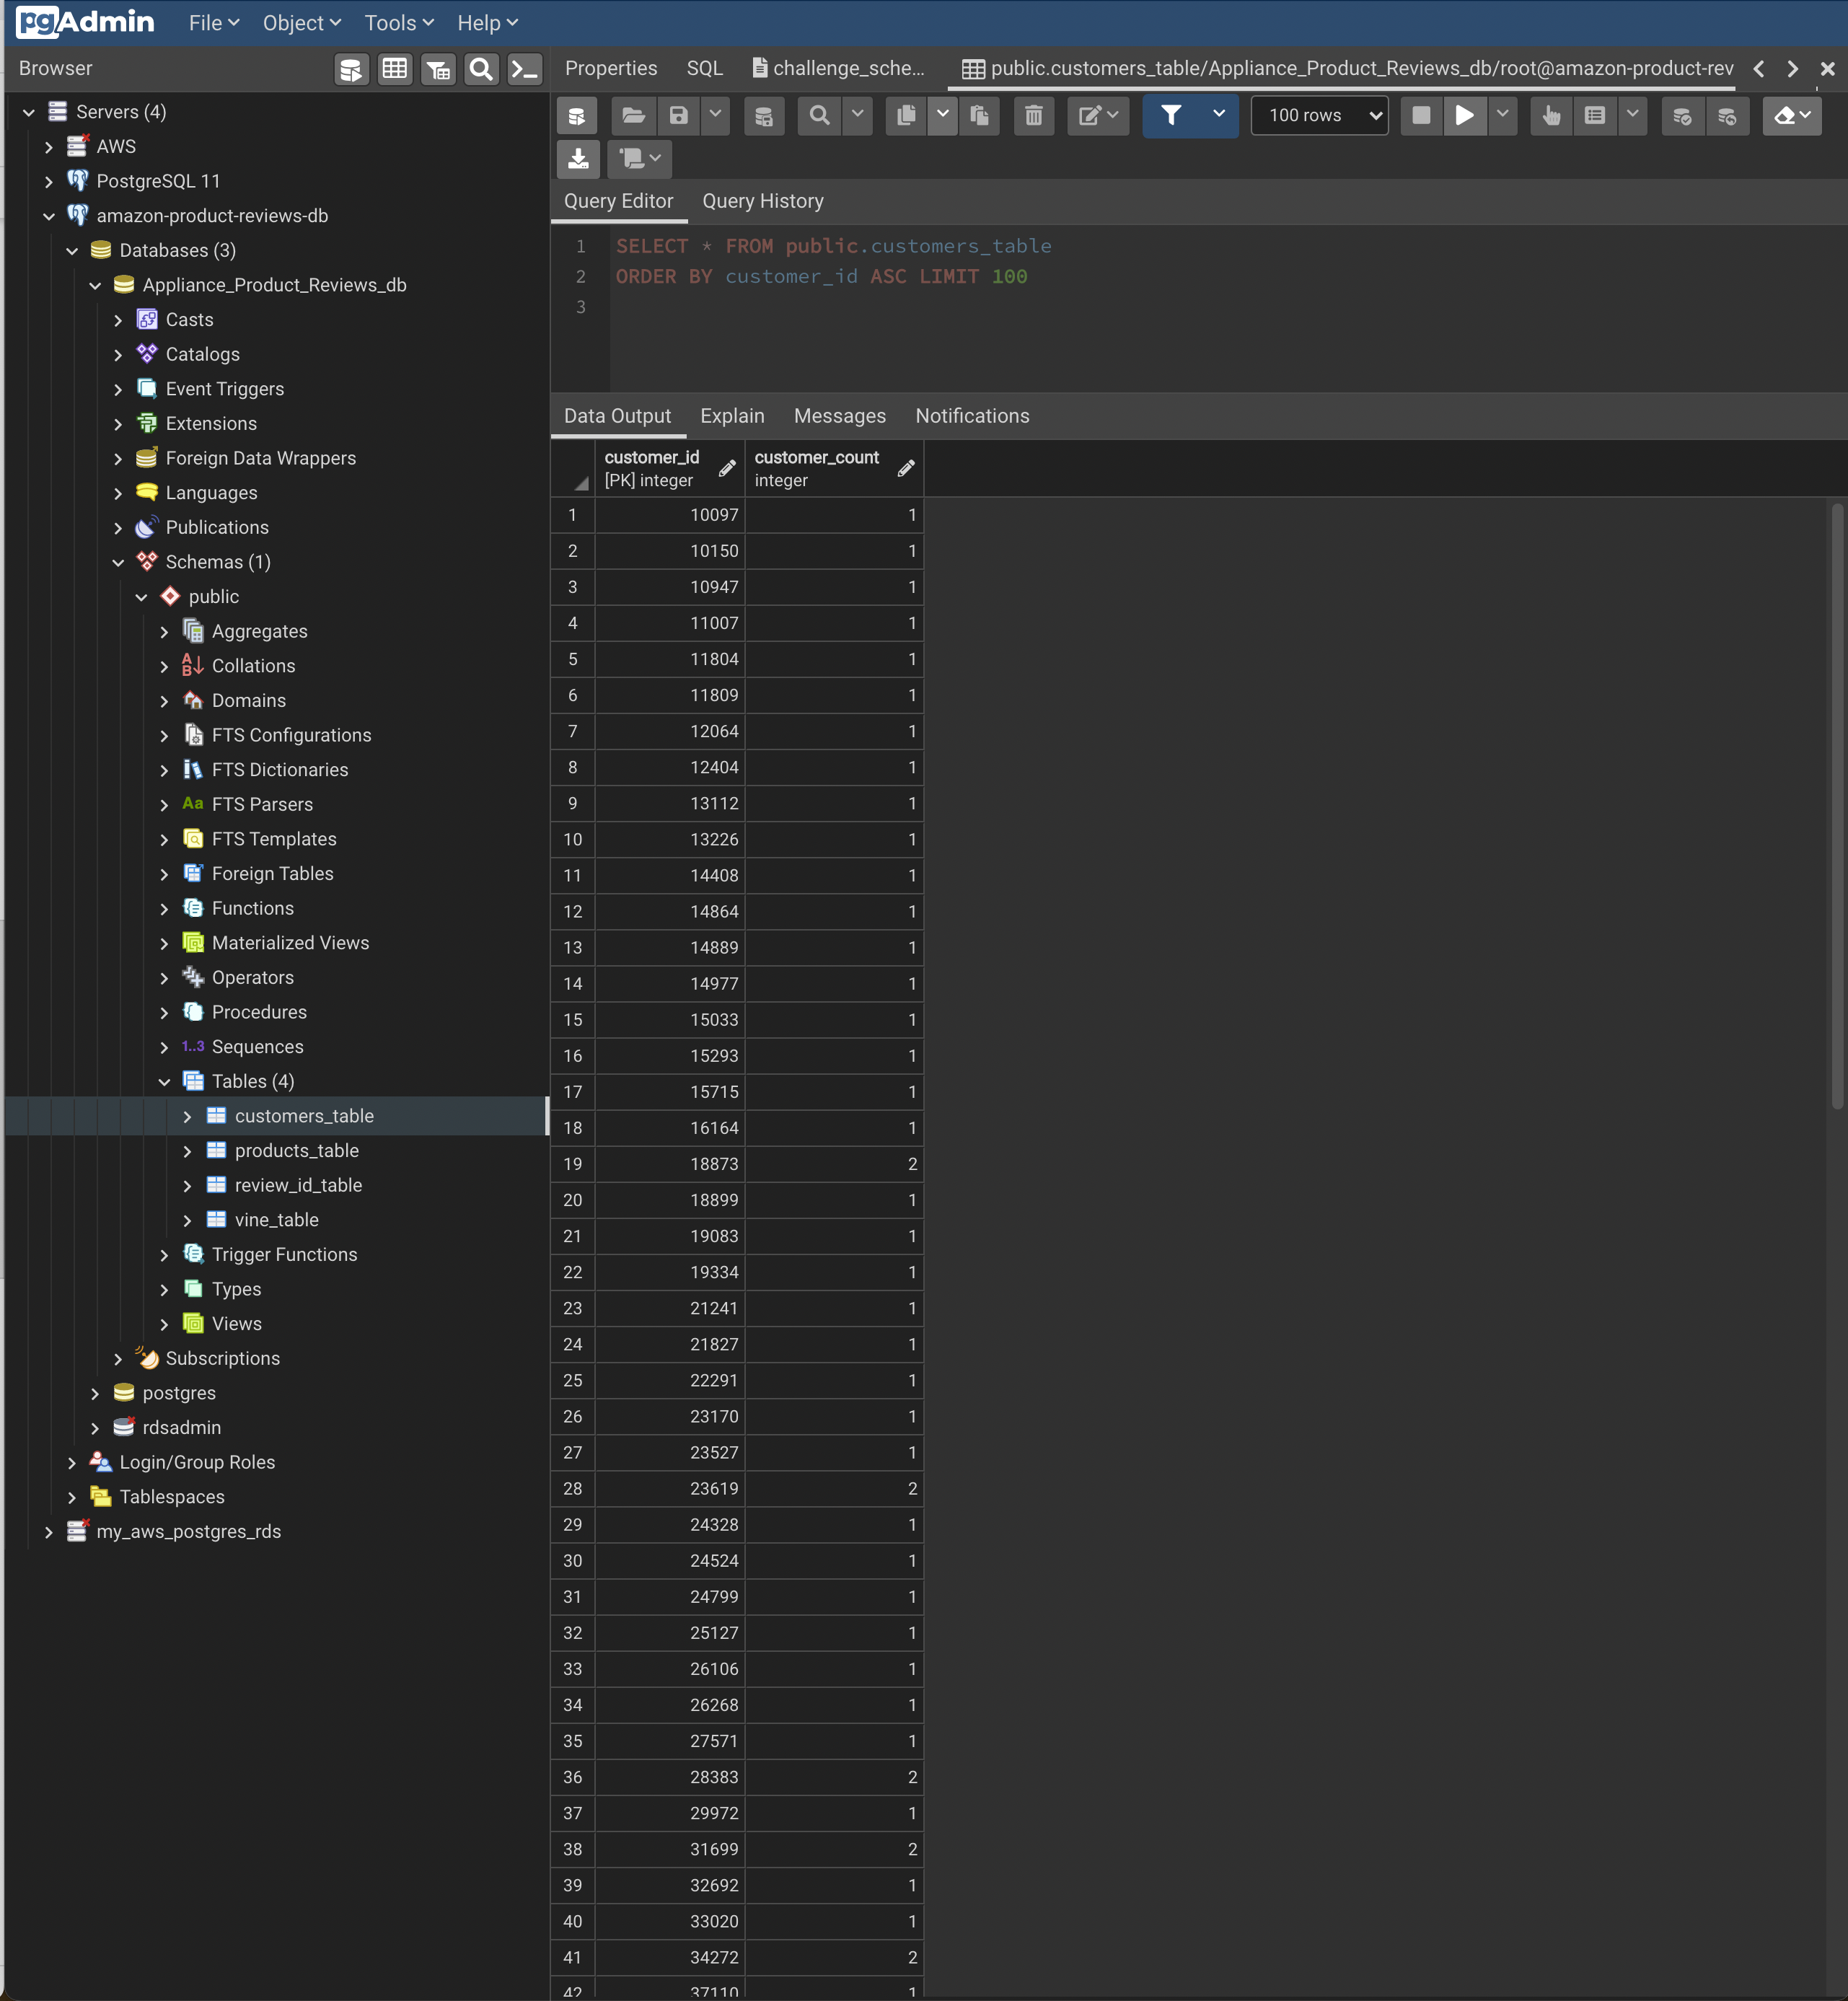 pgAdmin File Object Tools Help
Browser
Properties SQL challenge_sche... public.customers_table/Appliance_Product_Reviews_db/root@amazon-product-rev
Servers (4)
AWS
PostgreSQL 11
amazon-product-reviews-db
Databases (3)
Appliance_Product_Reviews_db
Casts
Catalogs
Event Triggers
Extensions
Foreign Data Wrappers
Languages
Publications
Schemas (1)
public
Aggregates
Collations
Domains
FTS Configurations
FTS Dictionaries
Aa FTS Parsers
FTS Templates
Foreign Tables
Functions
Materialized Views
Operators
Procedures
1..3 Sequences
Tables (4)
customers_table
products_table
review_id_table
vine_table
Trigger Functions
Types
Views
Subscriptions
postgres
rdsadmin
Login/Group Roles
Tablespaces
my_aws_postgres_rds
100 rows
Query Editor Query History
1 SELECT * FROM public.customers_table
2 ORDER BY customer_id ASC LIMIT 100
3
Data Output Explain Messages Notifications
customer_id customer_count
[PK] integer integer
1 10097 1
2 10150 1
3 10947 1
4 11007 1
5 11804 1
6 11809 1
7 12064 1
8 12404 1
9 13112 1
10 13226 1
11 14408 1
12 14864 1
13 14889 1
14 14977 1
15 15033 1
16 15293 1
17 15715 1
18 16164 1
19 18873 2
20 18899 1
21 19083 1
22 19334 1
23 21241 1
24 21827 1
25 22291 1
26 23170 1
27 23527 1
28 23619 2
29 24328 1
30 24524 1
31 24799 1
32 25127 1
33 26106 1
34 26268 1
35 27571 1
36 28383 2
37 29972 1
38 31699 2
39 32692 1
40 33020 1
41 34272 2
42 37110 1